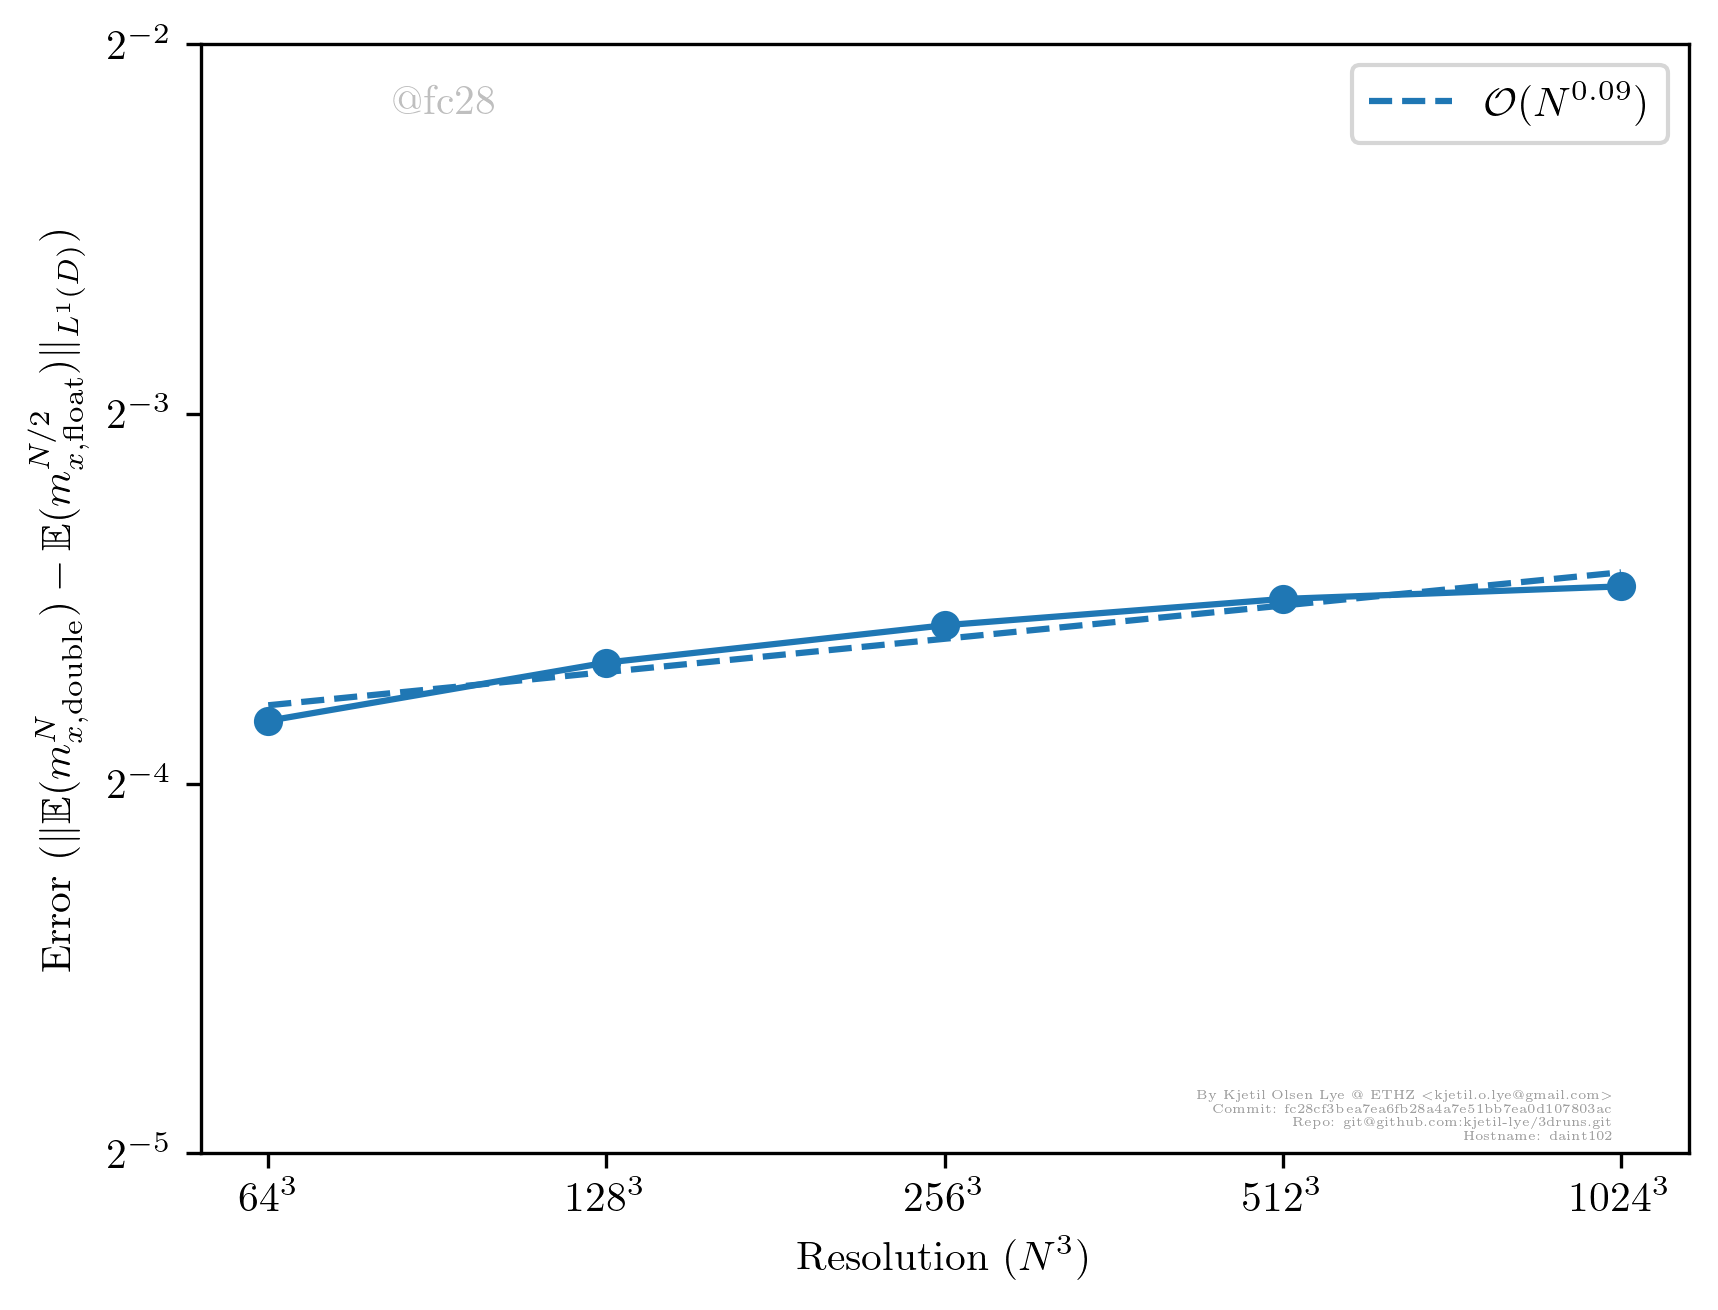 @fc28
𝒪(N^0.09)
2^−2
2^−3
2^−4
2^−5
Error (||𝔼(m^N_x,double) − 𝔼(m^N/2_x,float)||_L^1(D))
By Kjetil Olsen Lye @ ETHZ <kjetil.o.lye@gmail.com>
Commit: fc28cf3bea7ea6fb28a4a7e51bb7ea0d107803ac
Repo: git@github.com:kjetil-lye/3druns.git
Hostname: daint102
64^3 128^3 256^3 512^3 1024^3
Resolution (N^3)